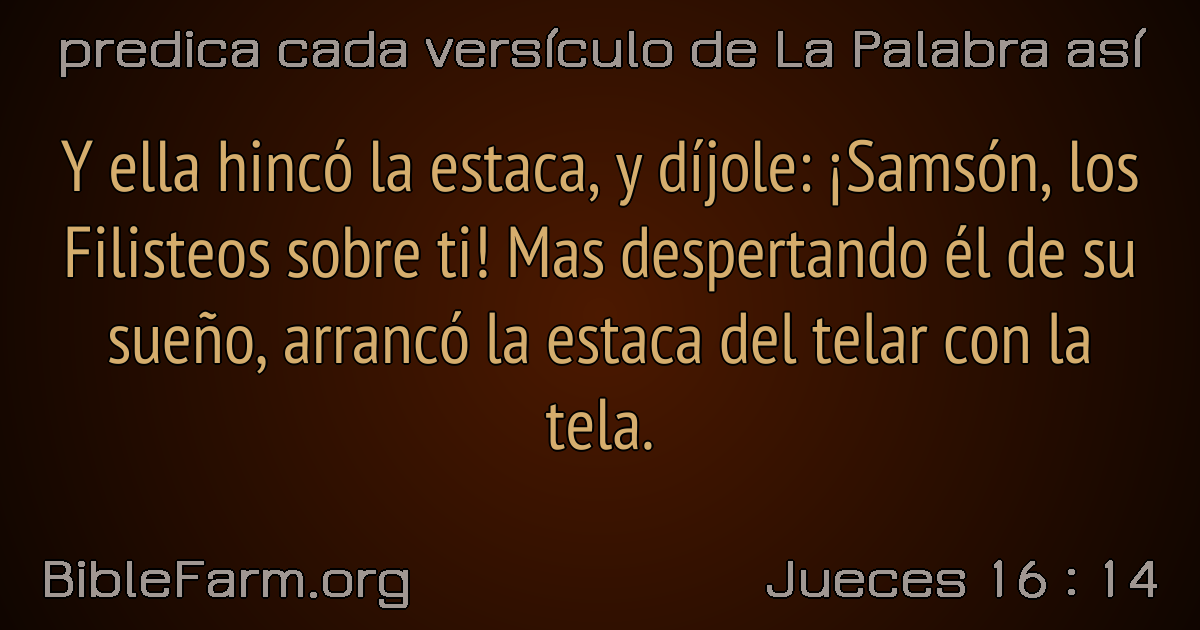 predica cada versículo de La Palabra así
Y ella hincó la estaca, y díjole: ¡Samsón, los
Filisteos sobre ti! Mas despertando él de su
sueño, arrancó la estaca del telar con la
tela.
BibleFarm.org
Jueces 16 : 14